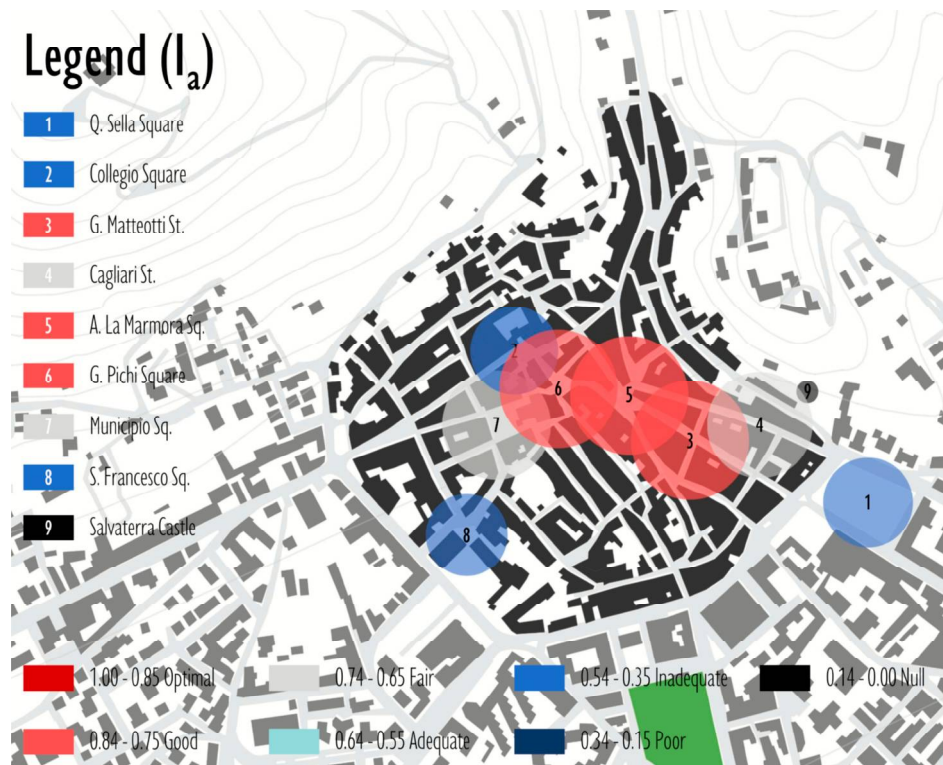 Legend (Ia)
1 Q. Sella Square
2 Collegio Square
3 G. Matteotti St.
4 Cagliari St.
5 A. La Marmora Sq.
6 G. Pichi Square
7 Municipio Sq.
8 S. Francesco Sq.
9 Salvaterra Castle
2
6
5
9
7
3
4
1
8
1.00 - 0.85 Optimal
0.74 - 0.65 Fair
0.54 - 0.35 Inadequate
0.14 - 0.00 Null
0.84 - 0.75 Good
0.64 - 0.55 Adequate
0.34 - 0.15 Poor